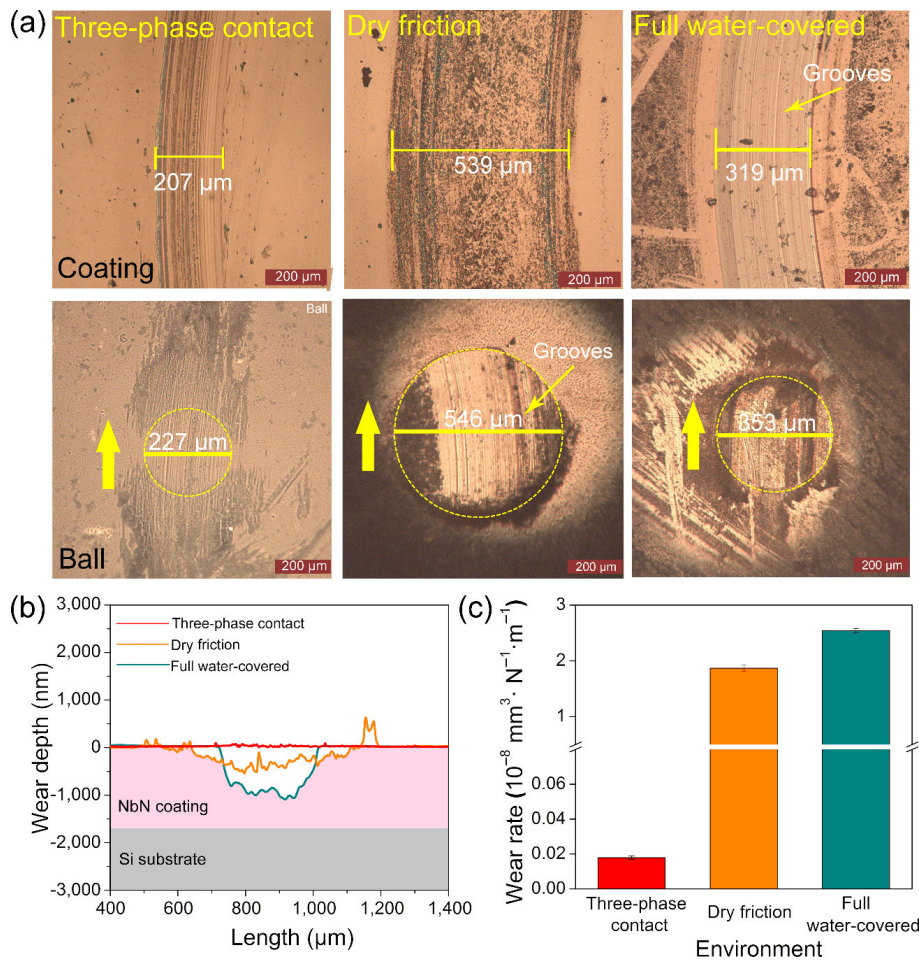 (a)
Three-phase contact
Dry friction
Full water-covered
Grooves
207 μm
539 μm
319 μm
Coating
200 μm
200 μm
200 μm
Ball
Grooves
227 μm
546 μm
353 μm
Ball
200 μm
200 μm
200 μm
(b)
3,000
2,000
1,000
0
-1,000
-2,000
-3,000
Wear depth (nm)
Three-phase contact
Dry friction
Full water-covered
NbN coating
Si substrate
400
600
800
1,000
1,200
1,400
Length (μm)
(c)
3
2
1
0.06
0.04
0.02
0.00
Wear rate (10⁻⁸ mm³· N⁻¹·m⁻¹)
Three-phase
contact
Dry friction
Full
water-covered
Environment